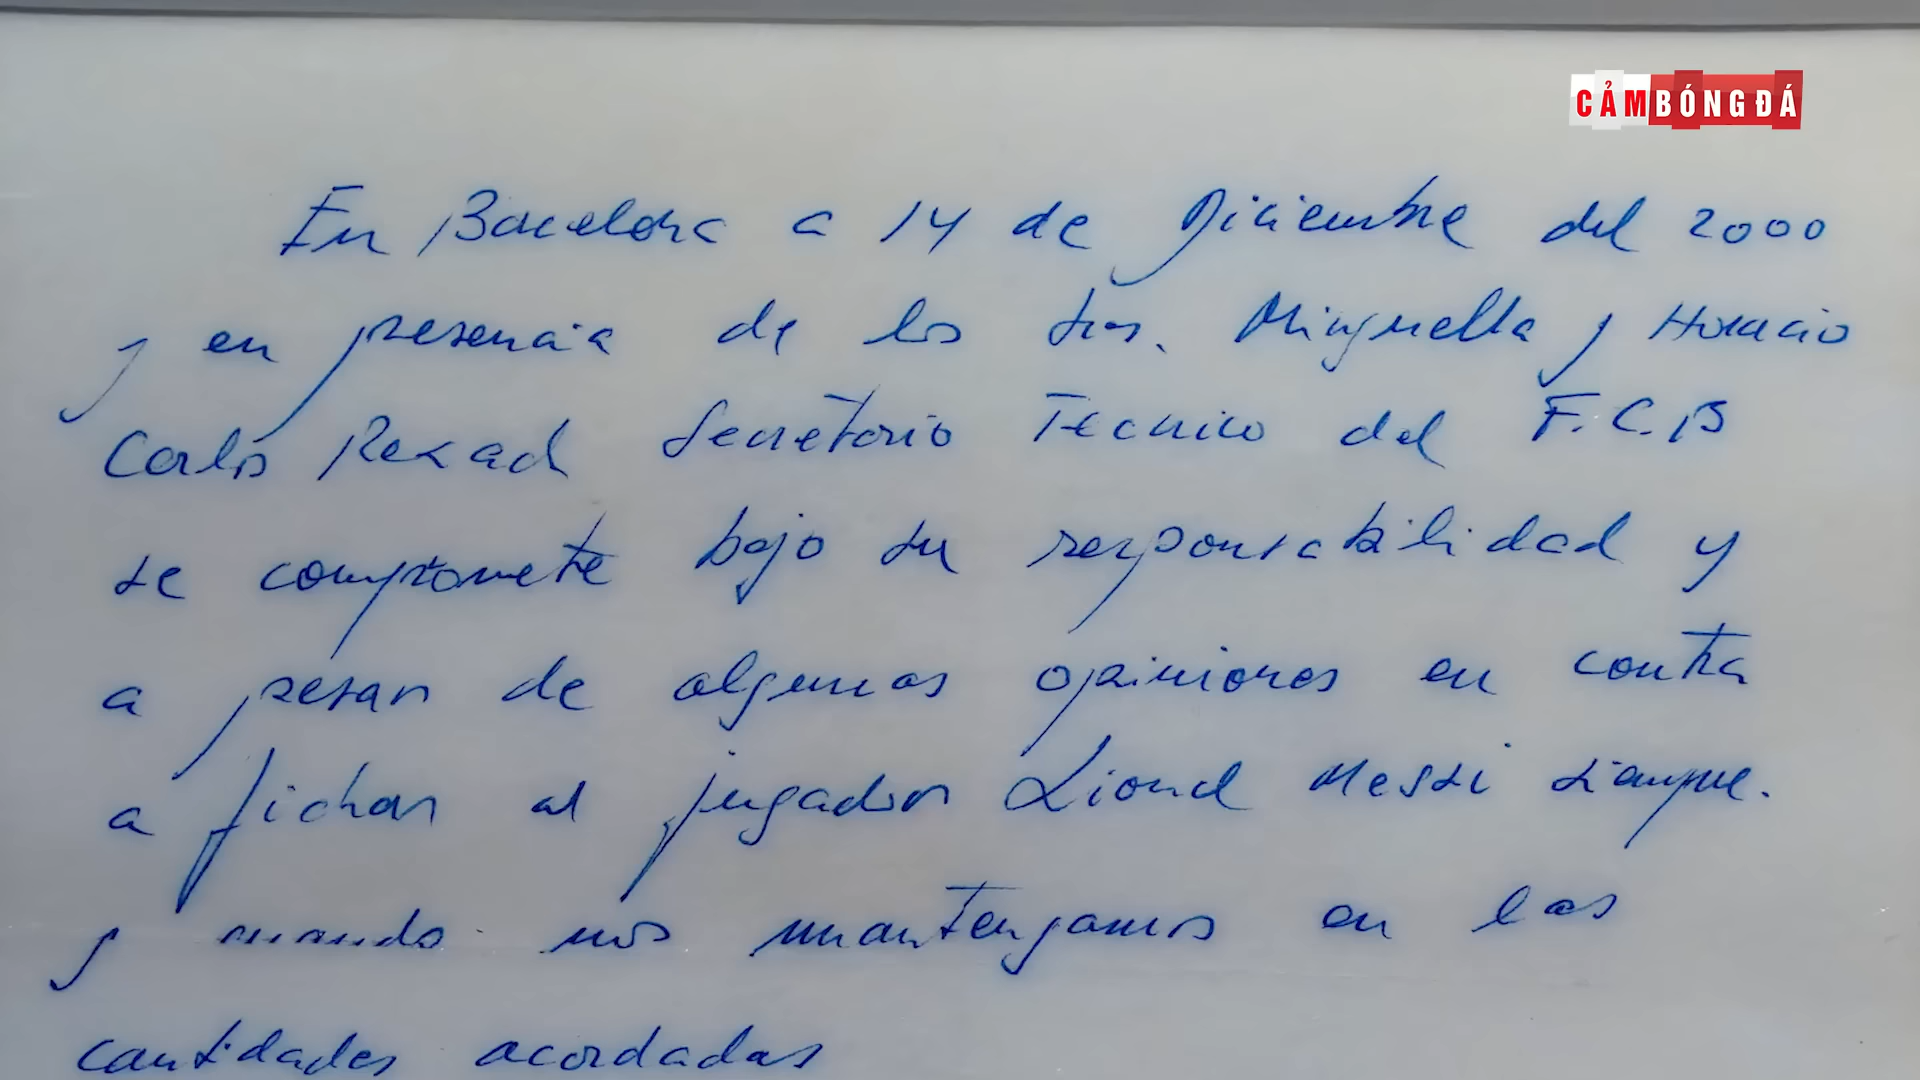 CẢMBÓNGĐÁ
En Barcelona a 14 de Diciembre del 2000
y en presencia de los Srs. Minguella y Horacio
Carles Rexach Secretario Tecnico del F.C.B
se compromete bajo su responsabilidad y
a pesar de algunas opiniones en contra
a fichar al jugador Lionel Messi siempre.
y cuando nos mantengamos en las
cantidades acordadas